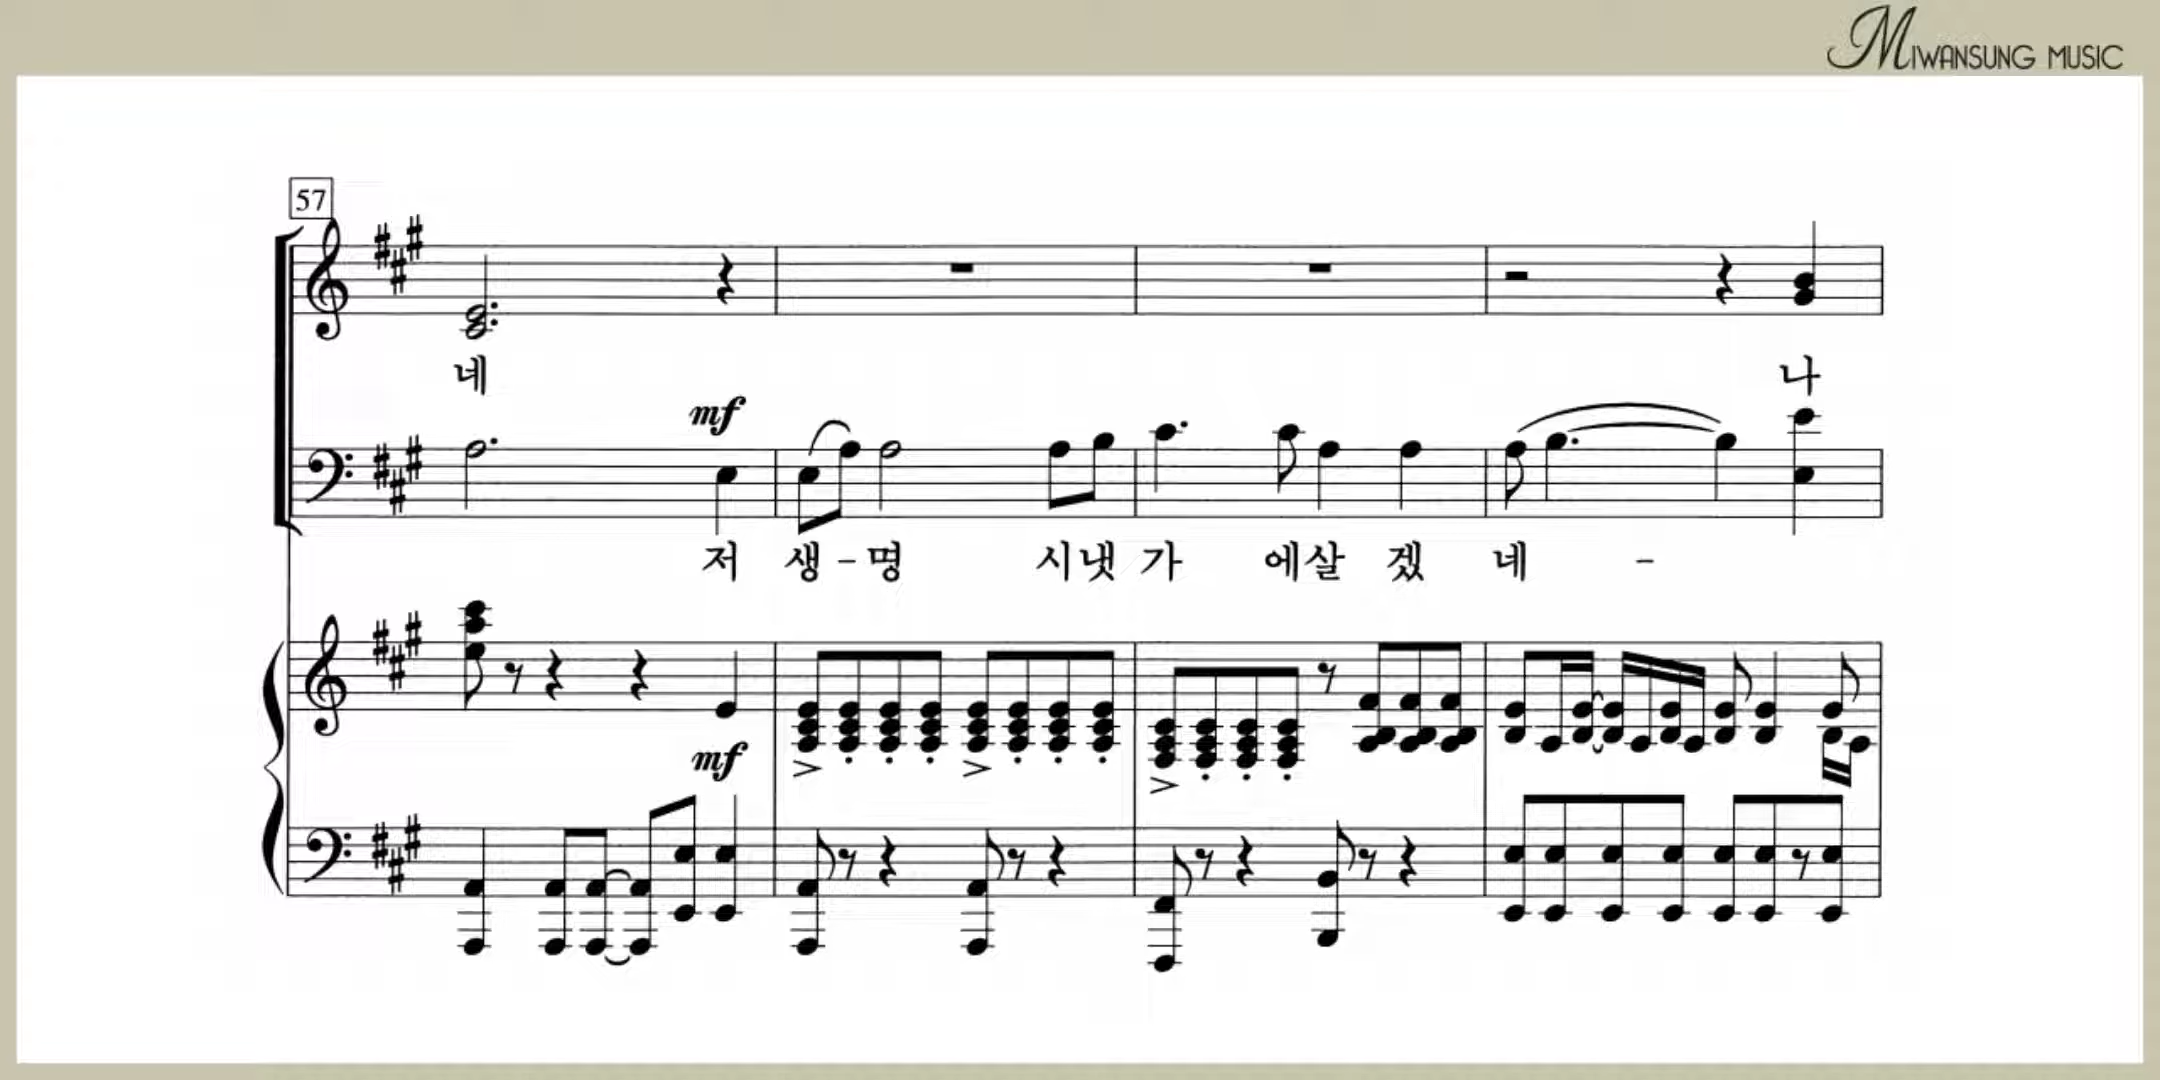 MIWANSUNG MUSIC
57
네 나
mf
저 생 - 명 시냇 가 에살 겠 네 -
mf